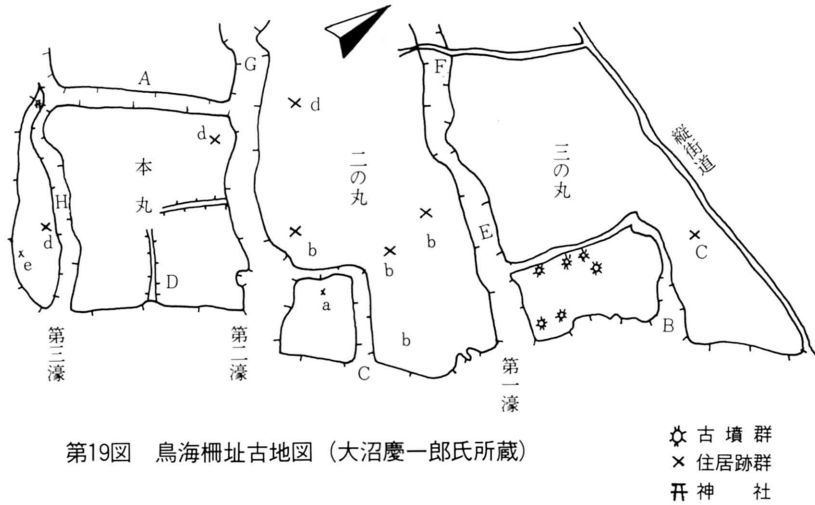 A
G
F
d
d
本丸
二の丸
三の丸
縦街道
H
d
e
D
b
b
b
b
E
C
a
C
B
第三濠
第二濠
第一濠
第19図　鳥海柵址古地図（大沼慶一郎氏所蔵）
古墳群
住居跡群
神社